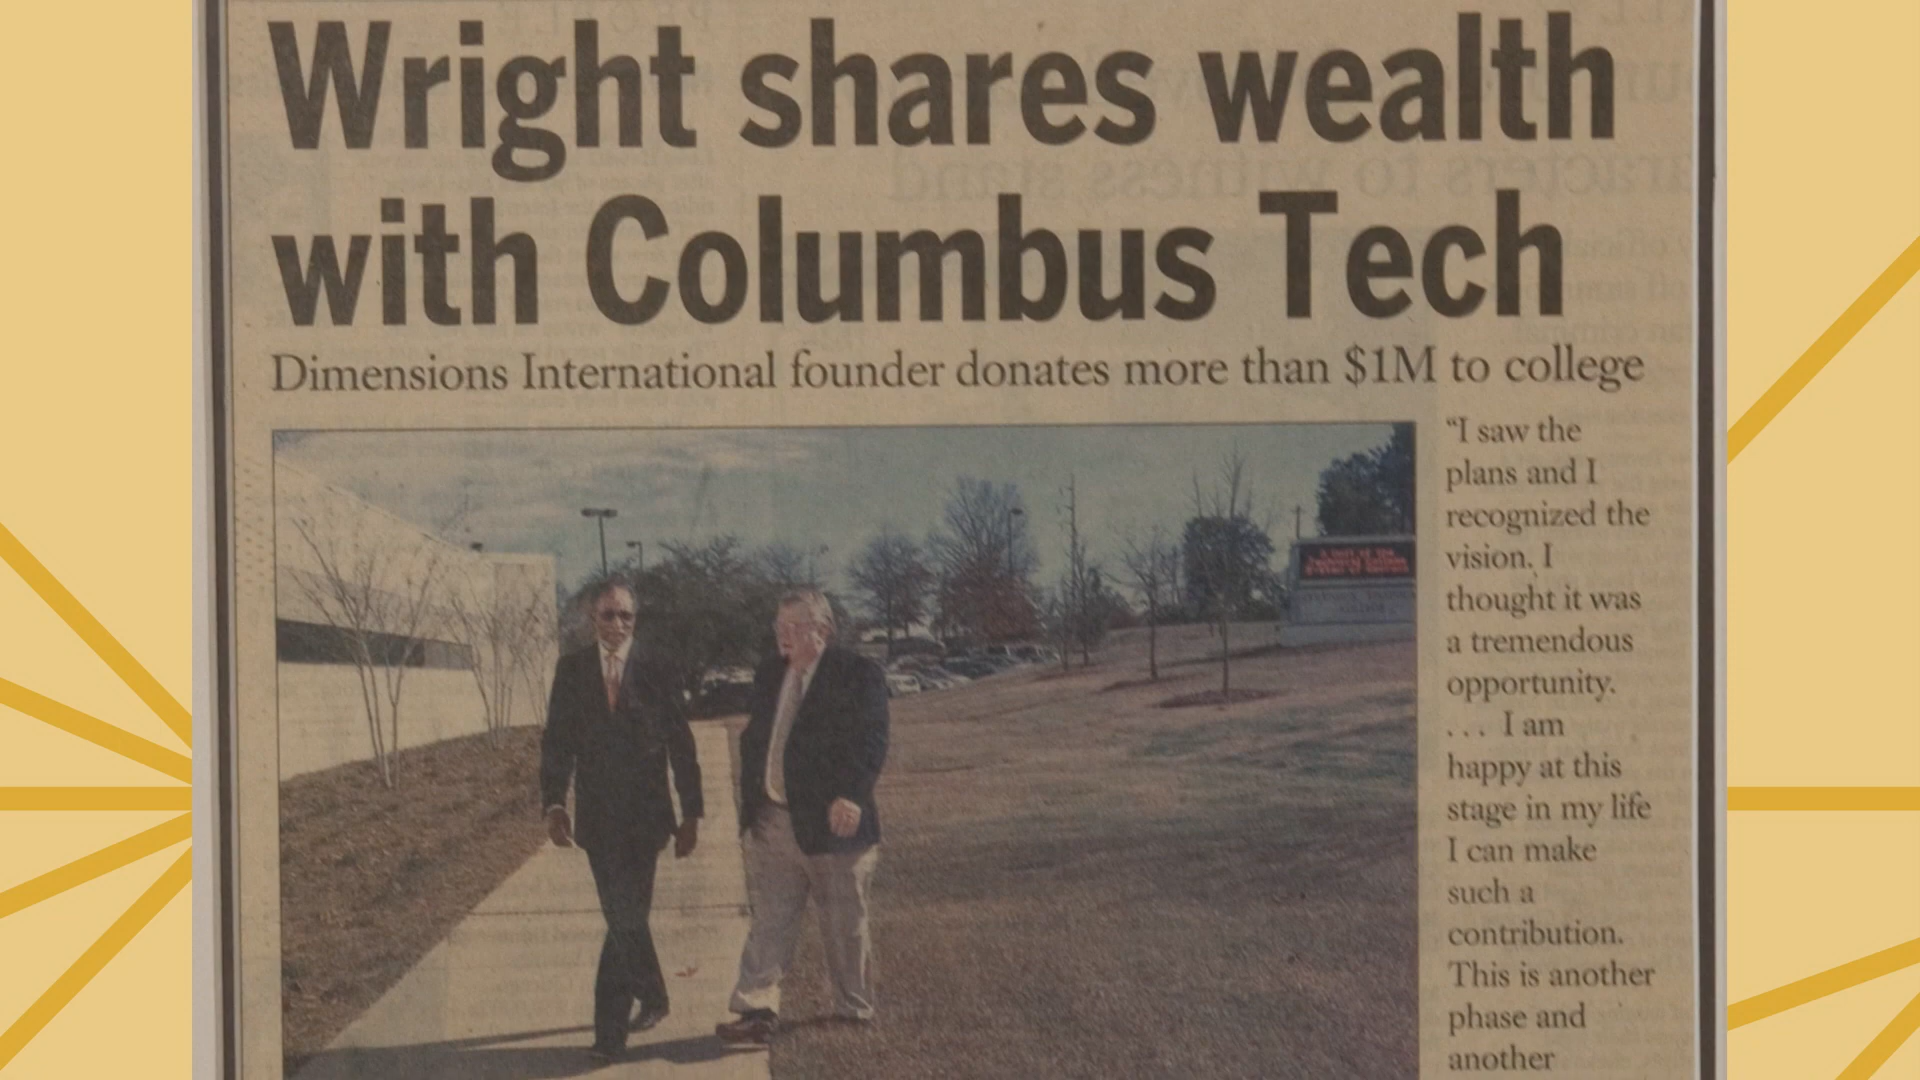 Wright shares wealth
with Columbus Tech
Dimensions International founder donates more than $1M to college
“I saw the
plans and I
recognized the
vision. I
thought it was
a tremendous
opportunity.
. . . I am
happy at this
stage in my life
I can make
such a
contribution.
This is another
phase and
another